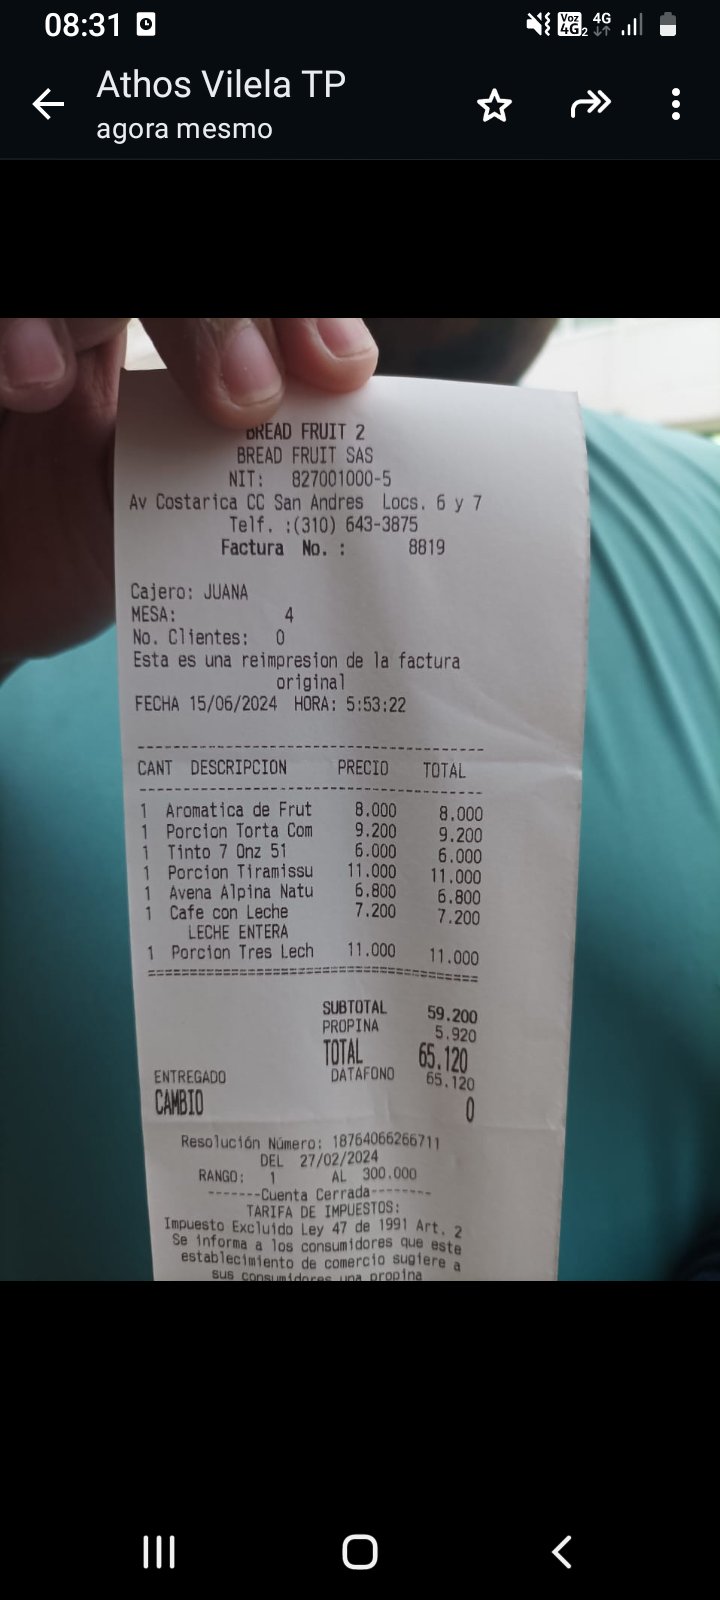 08:31
Voz 4G 2 4G
Athos Vilela TP
agora mesmo
BREAD FRUIT 2
BREAD FRUIT SAS
NIT: 827001000-5
Av Costarica CC San Andres Locs. 6 y 7
Telf. :(310) 643-3875
Factura No. : 8819
Cajero: JUANA
MESA: 4
No. Clientes: 0
Esta es una reimpresion de la factura
original
FECHA 15/06/2024 HORA: 5:53:22
CANT DESCRIPCION PRECIO TOTAL
1 Aromatica de Frut 8.000 8.000
1 Porcion Torta Com 9.200 9.200
1 Tinto 7 Onz 51 6.000 6.000
1 Porcion Tiramissu 11.000 11.000
1 Avena Alpina Natu 6.800 6.800
1 Cafe con Leche 7.200 7.200
LECHE ENTERA
1 Porcion Tres Lech 11.000 11.000
SUBTOTAL 59.200
PROPINA 5.920
TOTAL 65.120
ENTREGADO DATAFONO 65.120
CAMBIO 0
Resolución Número: 18764066266711
DEL 27/02/2024
RANGO: 1 AL 300.000
-------Cuenta Cerrada--------
TARIFA DE IMPUESTOS:
Impuesto Excluido Ley 47 de 1991 Art. 2
Se informa a los consumidores que este
establecimiento de comercio sugiere a
sus consumidores una propina